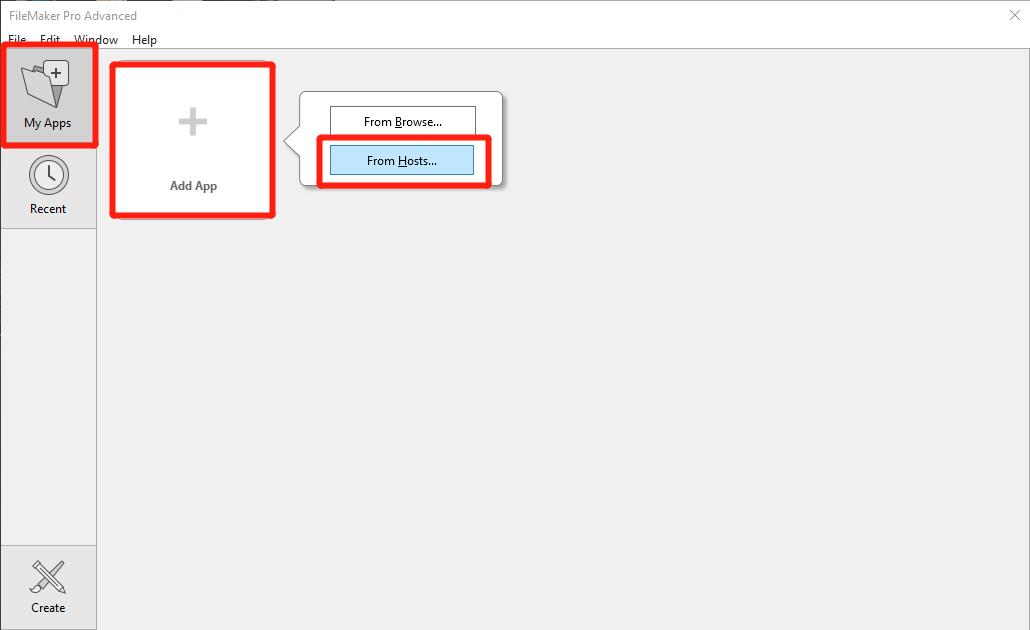 FileMaker Pro Advanced
File Edit Window Help
My Apps
Add App
From Browse...
From Hosts...
Recent
Create